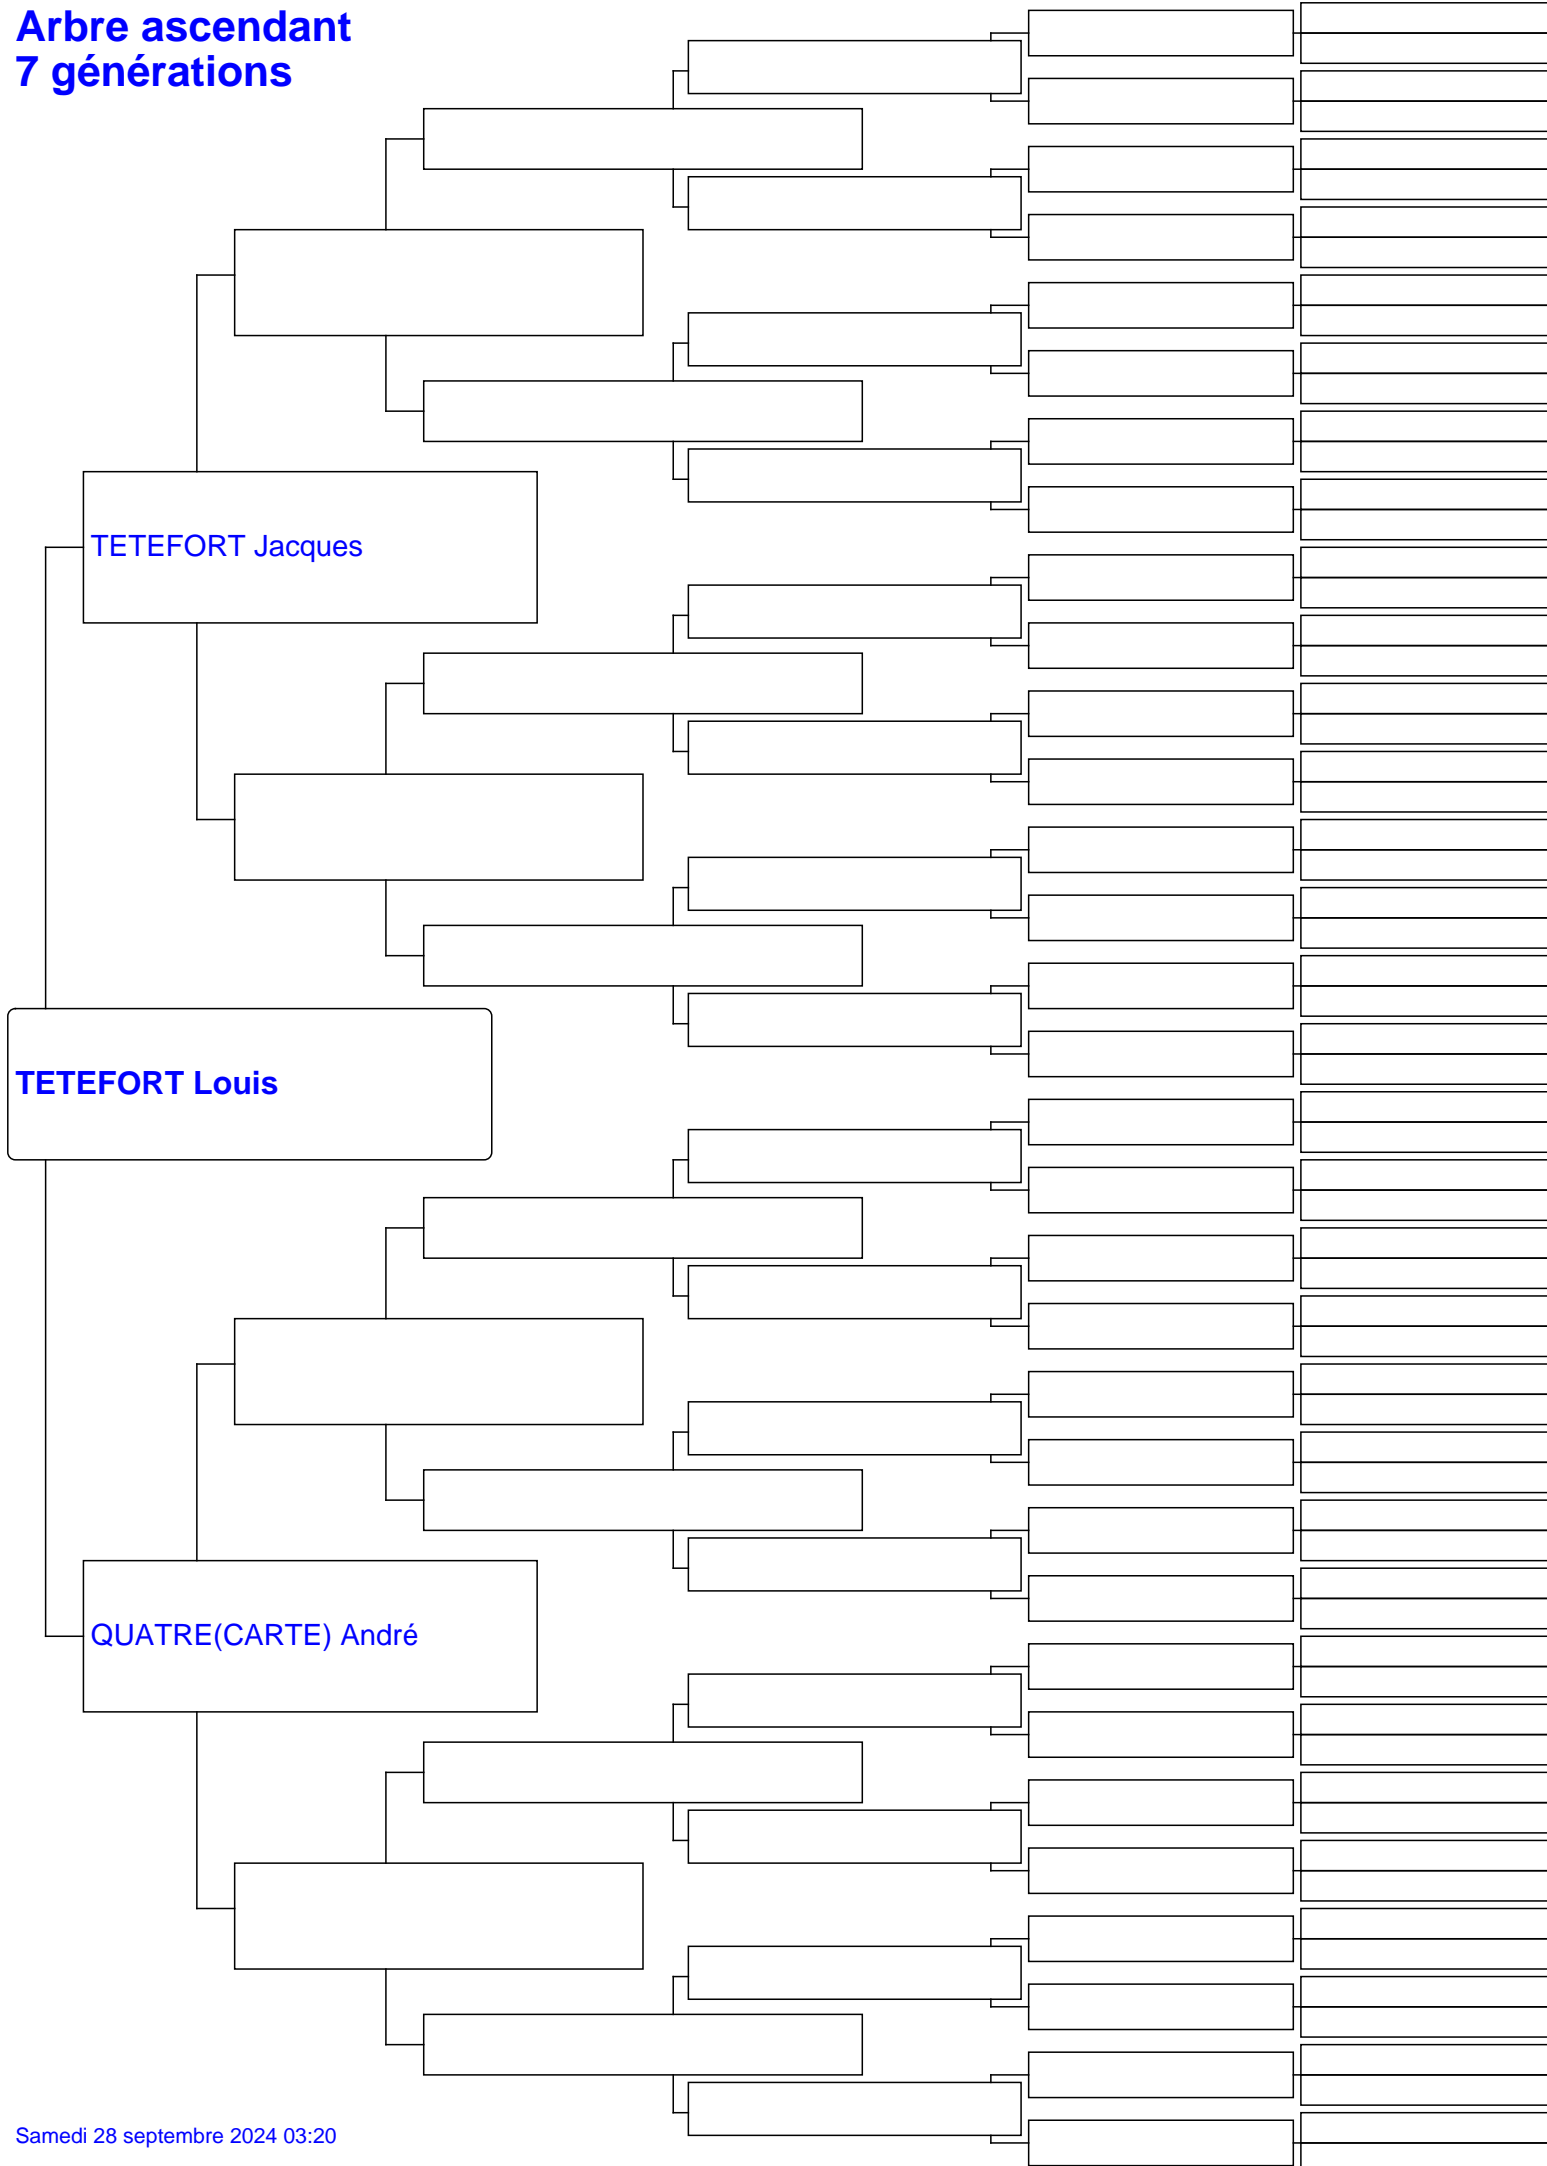 Arbre ascendant
7 générations
TETEFORT Jacques
TETEFORT Louis
QUATRE(CARTE) André
Samedi 28 septembre 2024 03:20